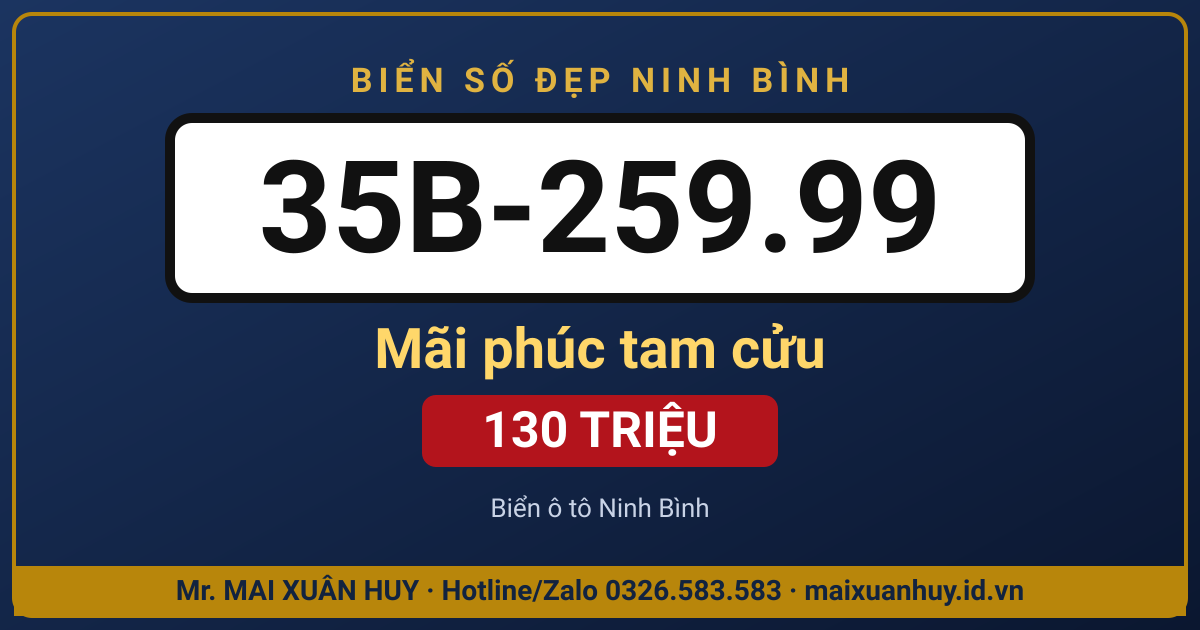 BIỂN SỐ ĐẸP NINH BÌNH
35B-259.99
Mãi phúc tam cửu
130 TRIỆU
Biển ô tô Ninh Bình
Mr. MAI XUÂN HUY · Hotline/Zalo 0326.583.583 · maixuanhuy.id.vn